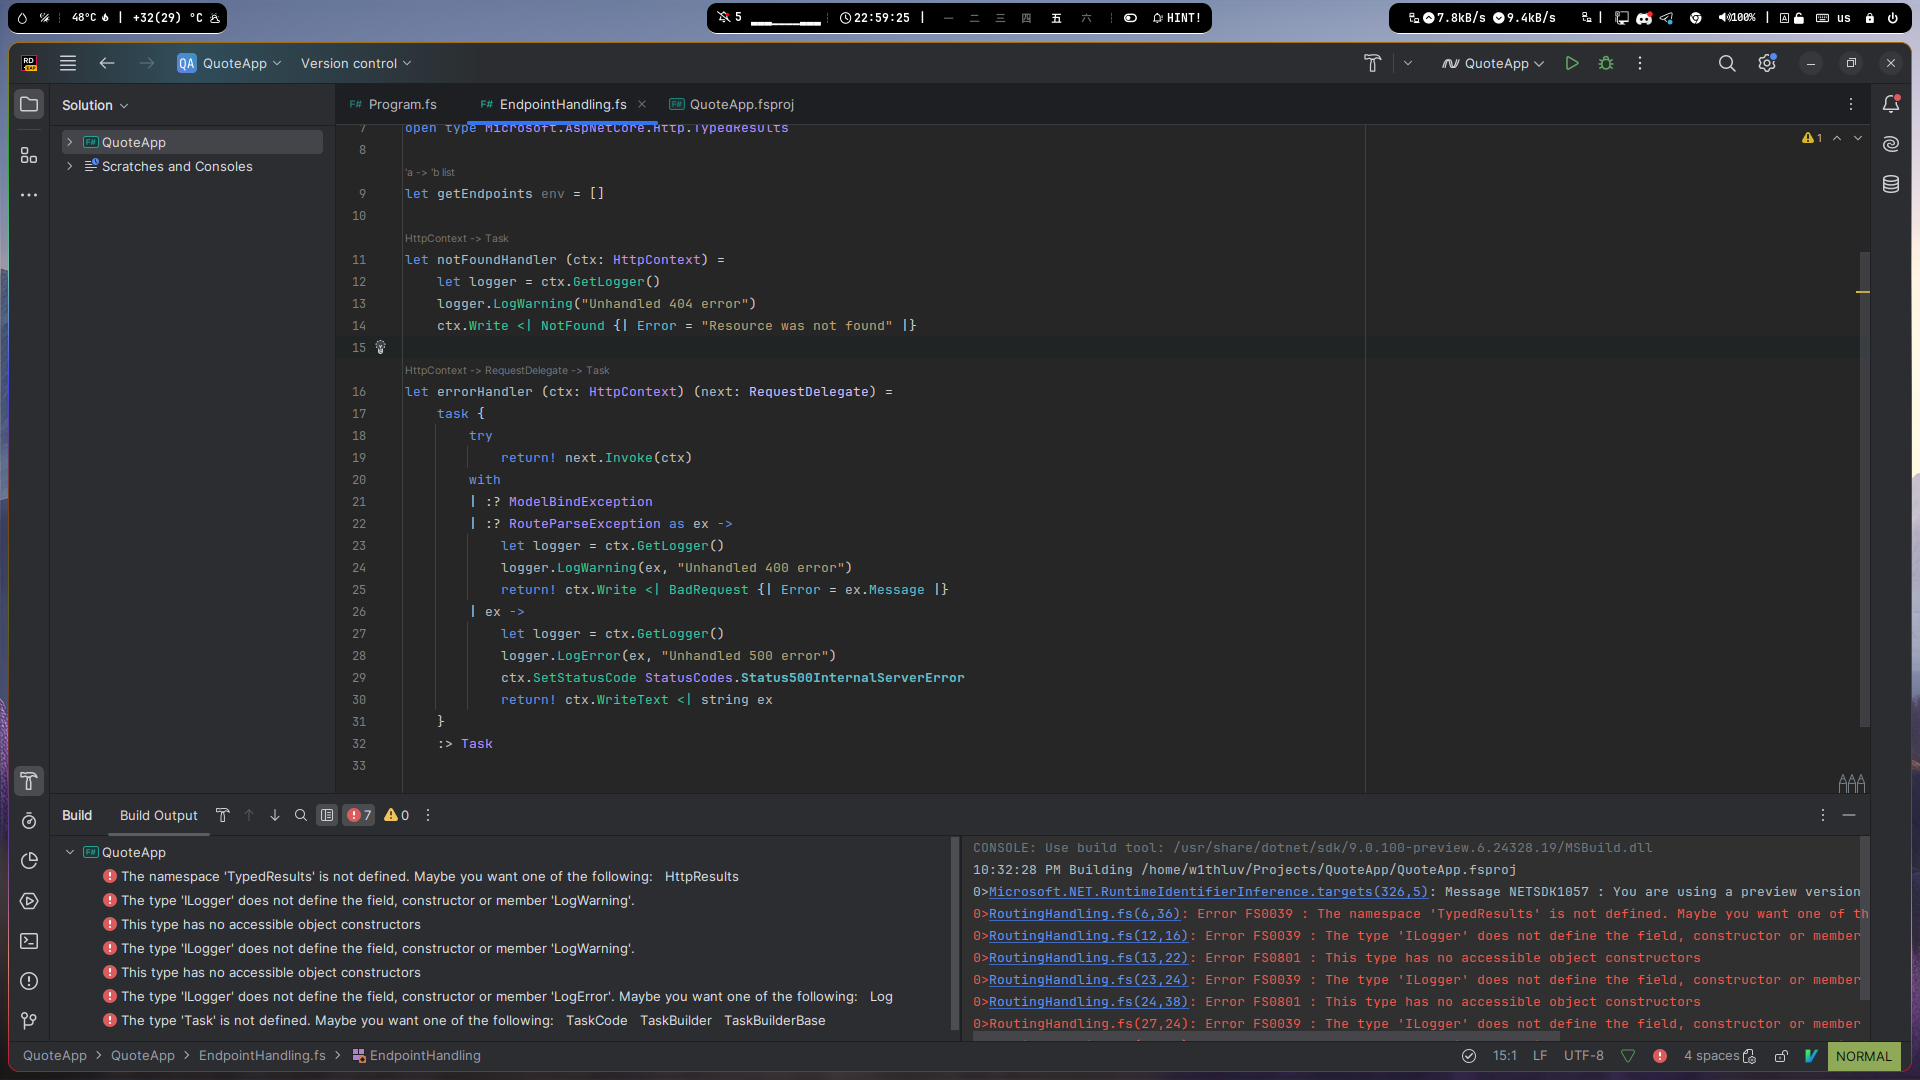 48°C
+32(29) °C
5
22:59:25
一 二 三 四 五 六
HINT!
7.8kB/s 9.4kB/s
100%
us
RD
EAP
QA QuoteApp
Version control
QuoteApp
Solution
F# Program.fs
F# EndpointHandling.fs
F# QuoteApp.fsproj
F# QuoteApp
Scratches and Consoles
1
7 open type Microsoft.AspNetCore.Http.TypedResults
8
'a -> 'b list
9 let getEndpoints env = []
10
HttpContext -> Task
11 let notFoundHandler (ctx: HttpContext) =
12 let logger = ctx.GetLogger()
13 logger.LogWarning("Unhandled 404 error")
14 ctx.Write <| NotFound {| Error = "Resource was not found" |}
15
HttpContext -> RequestDelegate -> Task
16 let errorHandler (ctx: HttpContext) (next: RequestDelegate) =
17 task {
18 try
19 return! next.Invoke(ctx)
20 with
21 | :? ModelBindException
22 | :? RouteParseException as ex ->
23 let logger = ctx.GetLogger()
24 logger.LogWarning(ex, "Unhandled 400 error")
25 return! ctx.Write <| BadRequest {| Error = ex.Message |}
26 | ex ->
27 let logger = ctx.GetLogger()
28 logger.LogError(ex, "Unhandled 500 error")
29 ctx.SetStatusCode StatusCodes.Status500InternalServerError
30 return! ctx.WriteText <| string ex
31 }
32 :> Task
33
Build
Build Output
7
0
F# QuoteApp
The namespace 'TypedResults' is not defined. Maybe you want one of the following: HttpResults
The type 'ILogger' does not define the field, constructor or member 'LogWarning'.
This type has no accessible object constructors
The type 'ILogger' does not define the field, constructor or member 'LogWarning'.
This type has no accessible object constructors
The type 'ILogger' does not define the field, constructor or member 'LogError'. Maybe you want one of the following: Log
The type 'Task' is not defined. Maybe you want one of the following: TaskCode TaskBuilder TaskBuilderBase
CONSOLE: Use build tool: /usr/share/dotnet/sdk/9.0.100-preview.6.24328.19/MSBuild.dll
10:32:28 PM Building /home/w1thluv/Projects/QuoteApp/QuoteApp.fsproj
0>Microsoft.NET.RuntimeIdentifierInference.targets(326,5): Message NETSDK1057 : You are using a preview version
0>RoutingHandling.fs(6,36): Error FS0039 : The namespace 'TypedResults' is not defined. Maybe you want one of th
0>RoutingHandling.fs(12,16): Error FS0039 : The type 'ILogger' does not define the field, constructor or member
0>RoutingHandling.fs(13,22): Error FS0801 : This type has no accessible object constructors
0>RoutingHandling.fs(23,24): Error FS0039 : The type 'ILogger' does not define the field, constructor or member
0>RoutingHandling.fs(24,38): Error FS0801 : This type has no accessible object constructors
0>RoutingHandling.fs(27,24): Error FS0039 : The type 'ILogger' does not define the field, constructor or member
QuoteApp > QuoteApp > EndpointHandling.fs > EndpointHandling
15:1 LF UTF-8 4 spaces NORMAL